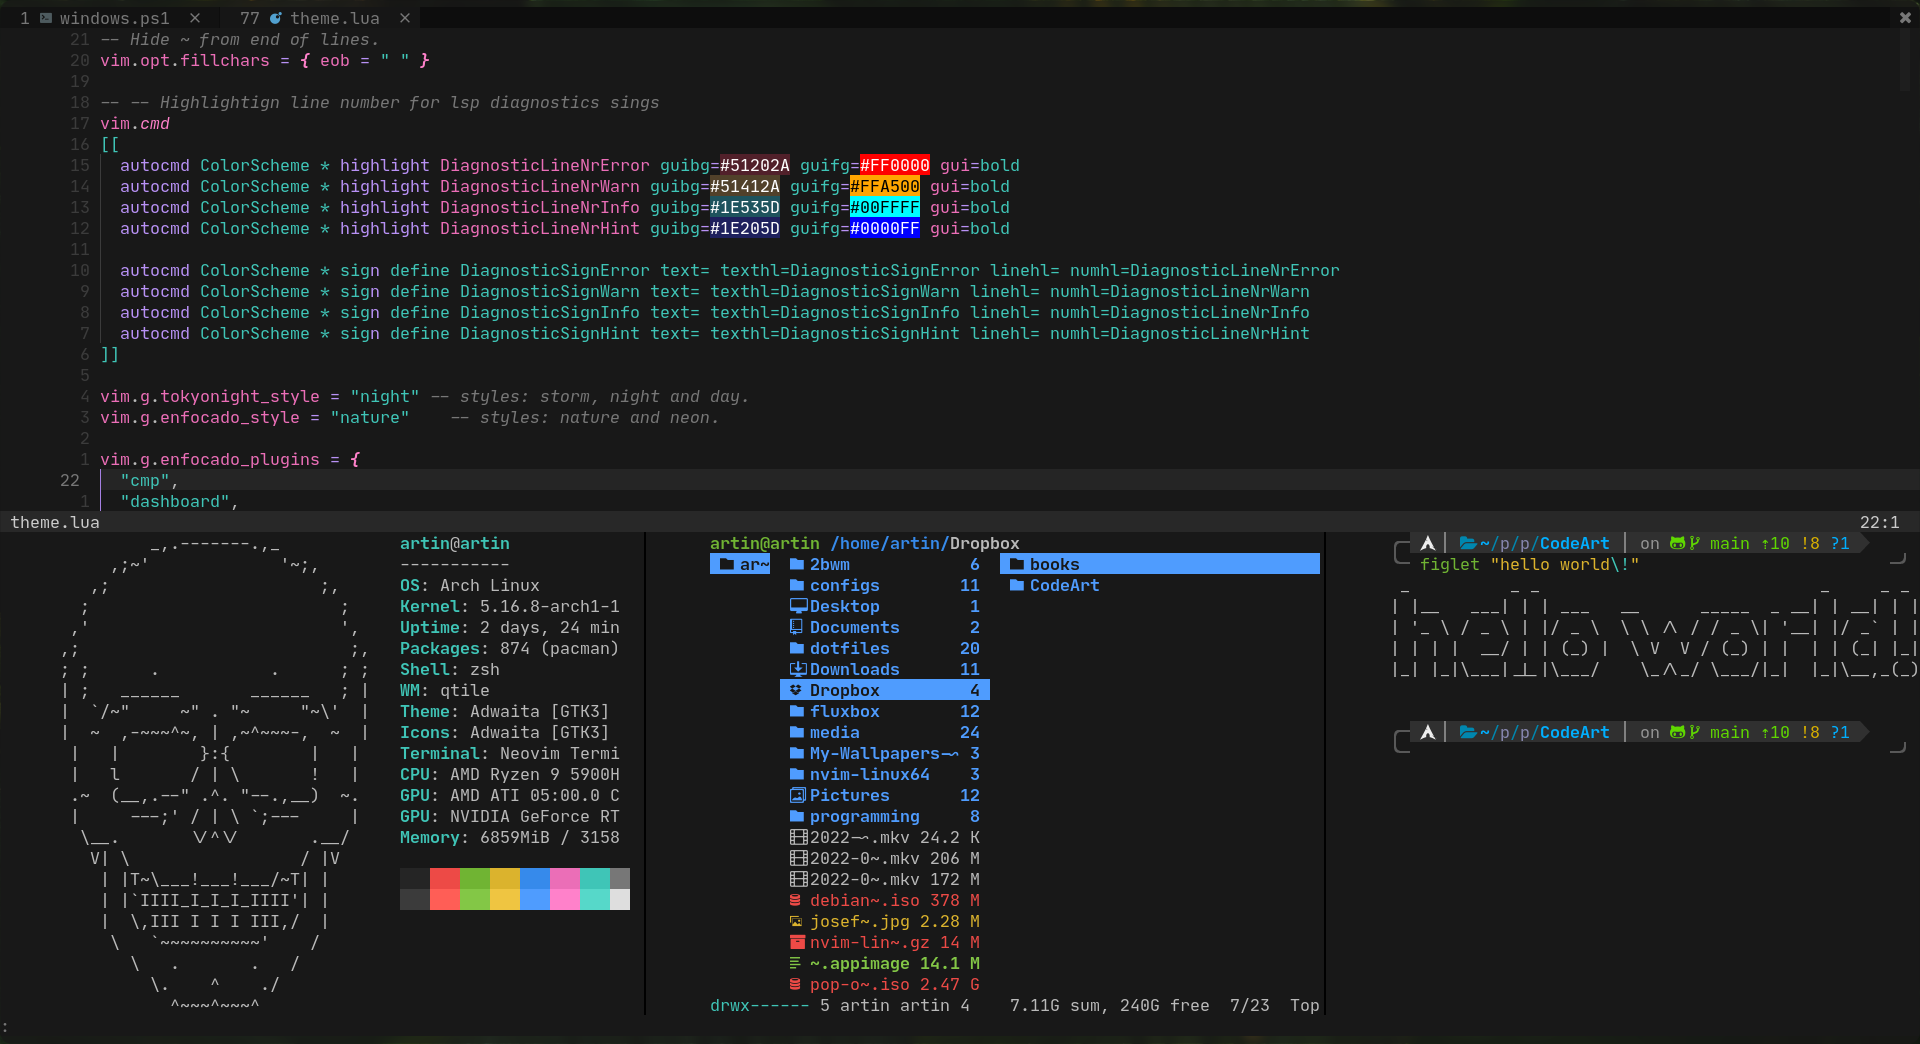 1 windows.ps1 × 77 theme.lua ×
21 -- Hide ~ from end of lines.
20 vim.opt.fillchars = { eob = " " }
19
18 -- -- Highlightign line number for lsp diagnostics sings
17 vim.cmd
16 [[
15 autocmd ColorScheme * highlight DiagnosticLineNrError guibg=#51202A guifg=#FF0000 gui=bold
14 autocmd ColorScheme * highlight DiagnosticLineNrWarn guibg=#51412A guifg=#FFA500 gui=bold
13 autocmd ColorScheme * highlight DiagnosticLineNrInfo guibg=#1E535D guifg=#00FFFF gui=bold
12 autocmd ColorScheme * highlight DiagnosticLineNrHint guibg=#1E205D guifg=#0000FF gui=bold
11
10 autocmd ColorScheme * sign define DiagnosticSignError text= texthl=DiagnosticSignError linehl= numhl=DiagnosticLineNrError
9 autocmd ColorScheme * sign define DiagnosticSignWarn text= texthl=DiagnosticSignWarn linehl= numhl=DiagnosticLineNrWarn
8 autocmd ColorScheme * sign define DiagnosticSignInfo text= texthl=DiagnosticSignInfo linehl= numhl=DiagnosticLineNrInfo
7 autocmd ColorScheme * sign define DiagnosticSignHint text= texthl=DiagnosticSignHint linehl= numhl=DiagnosticLineNrHint
6 ]]
5
4 vim.g.tokyonight_style = "night" -- styles: storm, night and day.
3 vim.g.enfocado_style = "nature" -- styles: nature and neon.
2
1 vim.g.enfocado_plugins = {
22 "cmp",
1 "dashboard",
theme.lua 22:1
artin@artin
-----------
OS: Arch Linux
Kernel: 5.16.8-arch1-1
Uptime: 2 days, 24 min
Packages: 874 (pacman)
Shell: zsh
WM: qtile
Theme: Adwaita [GTK3]
Icons: Adwaita [GTK3]
Terminal: Neovim Termi
CPU: AMD Ryzen 9 5900H
GPU: AMD ATI 05:00.0 C
GPU: NVIDIA GeForce RT
Memory: 6859MiB / 3158
artin@artin /home/artin/Dropbox
ar~ 2bwm 6 books
configs 11 CodeArt
Desktop 1
Documents 2
dotfiles 20
Downloads 11
Dropbox 4
fluxbox 12
media 24
My-Wallpapers-~ 3
nvim-linux64 3
Pictures 12
programming 8
2022-~.mkv 24.2 K
2022-0~.mkv 206 M
2022-0~.mkv 172 M
debian~.iso 378 M
josef~.jpg 2.28 M
nvim-lin~.gz 14 M
~.appimage 14.1 M
pop-o~.iso 2.47 G
drwx------ 5 artin artin 4 7.11G sum, 240G free 7/23 Top
~/p/p/CodeArt on main ⇡10 !8 ?1
figlet "hello world\!"
hello world
~/p/p/CodeArt on main ⇡10 !8 ?1
: